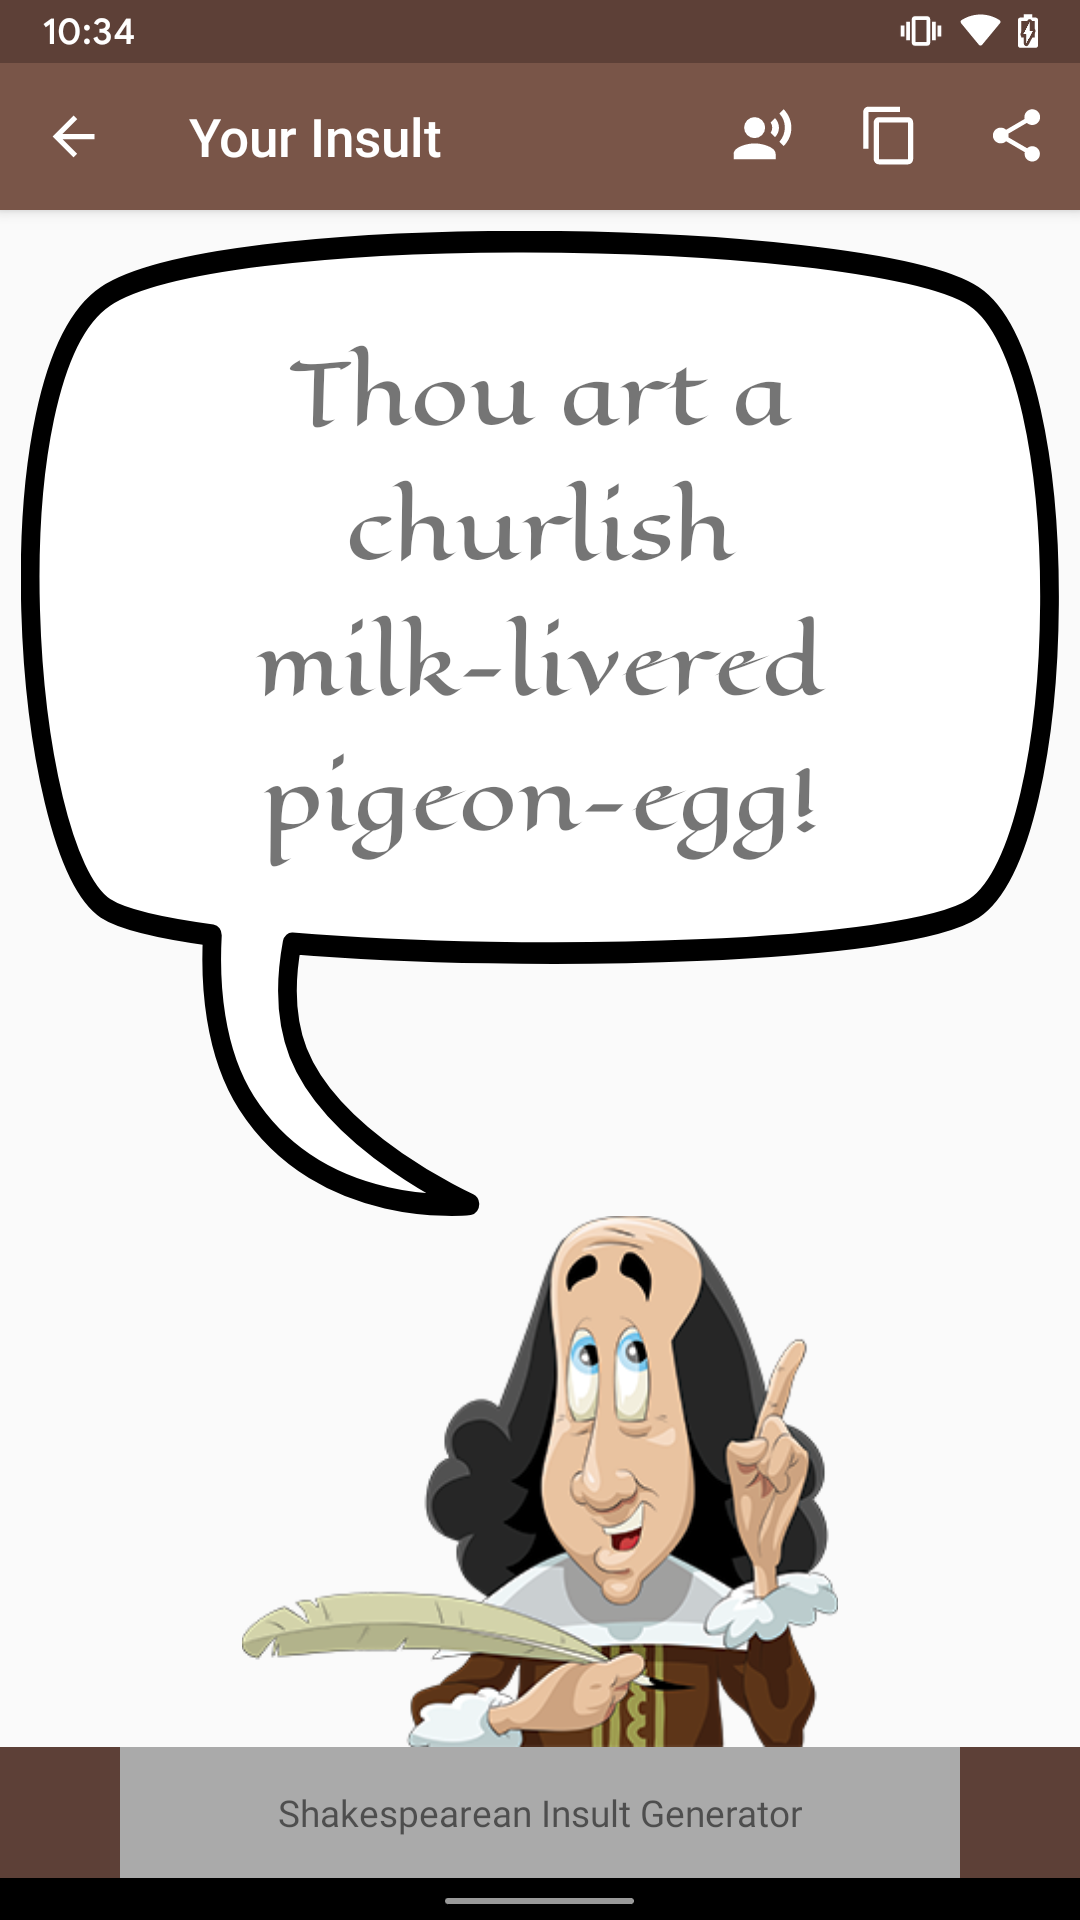 10:34
Your Insult
Thou art a
churlish
milk-livered
pigeon-egg!
Shakespearean Insult Generator